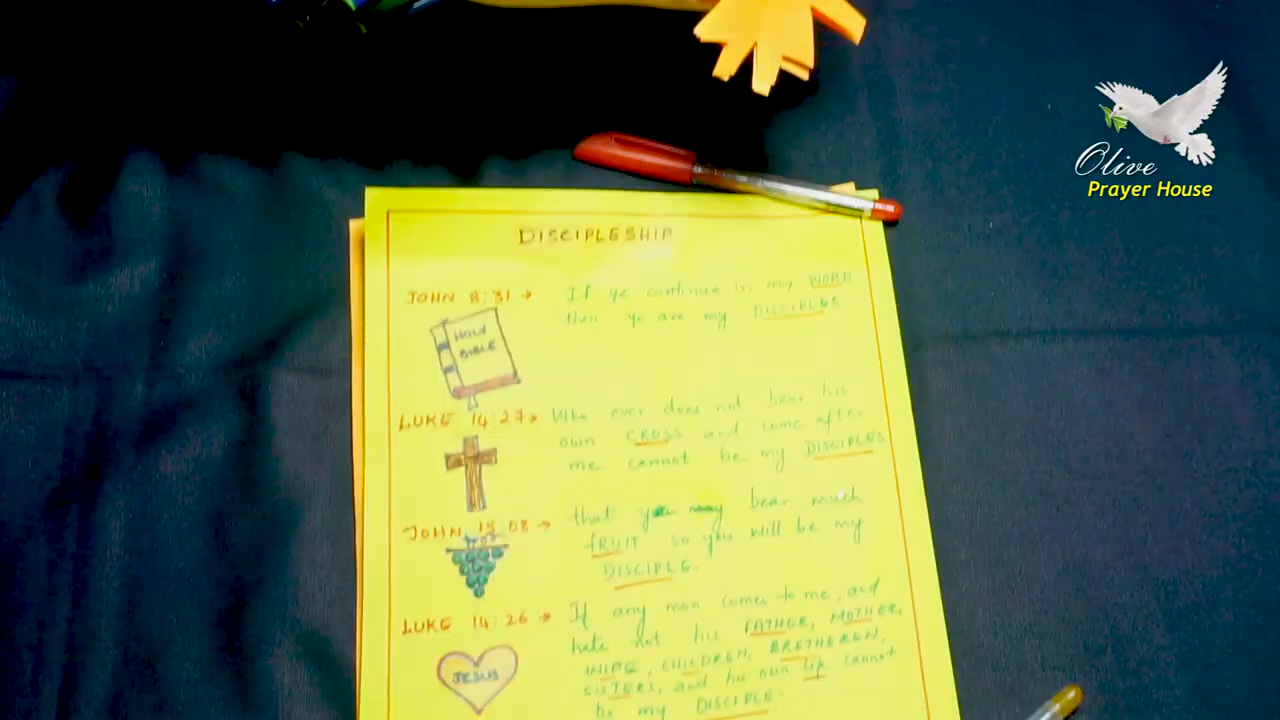 Olive
Prayer House
DISCIPLESHIP
JOHN 8:31 → If ye continue in my WORD
then ye are my DISCIPLES
HOLY
BIBLE
LUKE 14:27 → Who ever does not bear his
own CROSS and come after
me cannot be my DISCIPLES
JOHN 15:08 → that you may bear much
fRUIT so you will be my
DISCIPLE.
LUKE 14:26 → If any man comes to me, and
hate not his FATHER, MOTHER,
WIFE, CHILDREN, BRETHEREN,
SISTERS, and his own life cannot
be my DISCIPLE.
JESUS